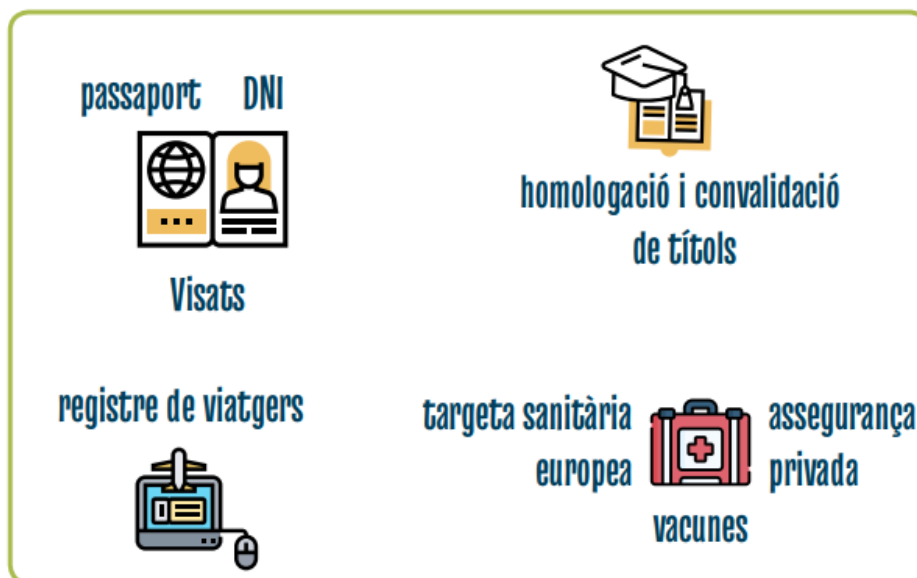 passaport DNI
Visats
homologació i convalidació
de títols
registre de viatgers
targeta sanitària
europea
assegurança
privada
vacunes